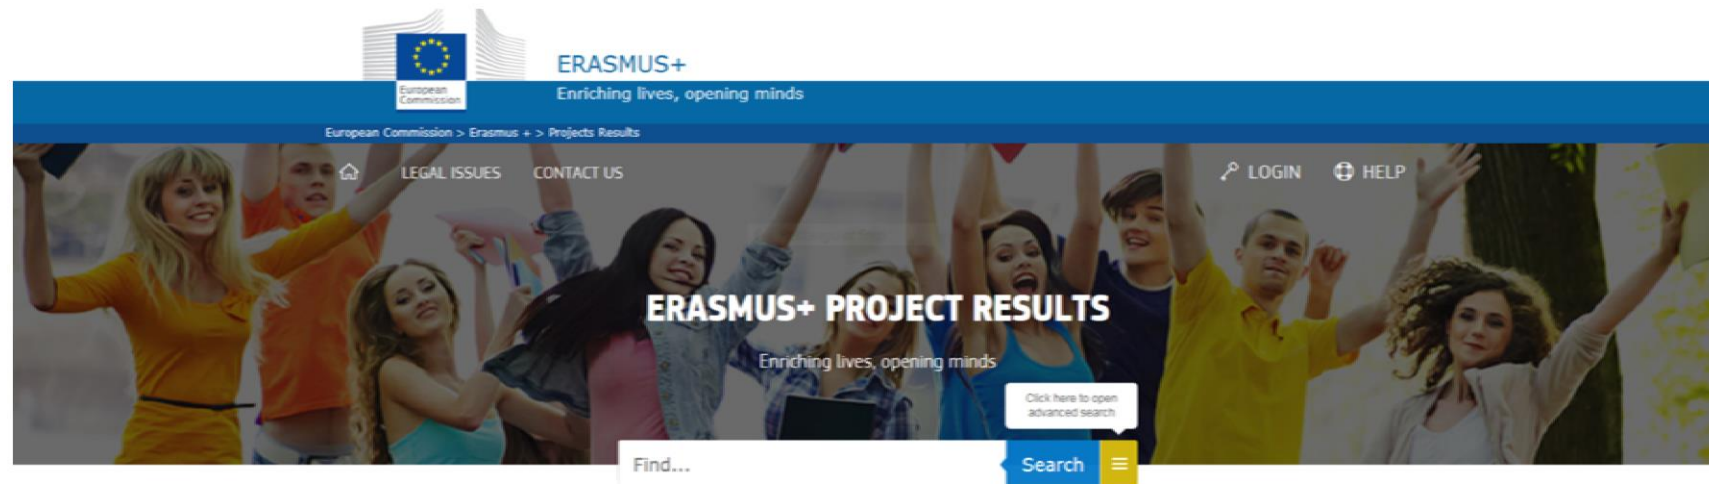 ERASMUS+
European
Commission
Enriching lives, opening minds
European Commission > Erasmus + > Projects Results
LEGAL ISSUES CONTACT US LOGIN HELP
ERASMUS+ PROJECT RESULTS
Enriching lives, opening minds
Click here to open
advanced search
Find... Search